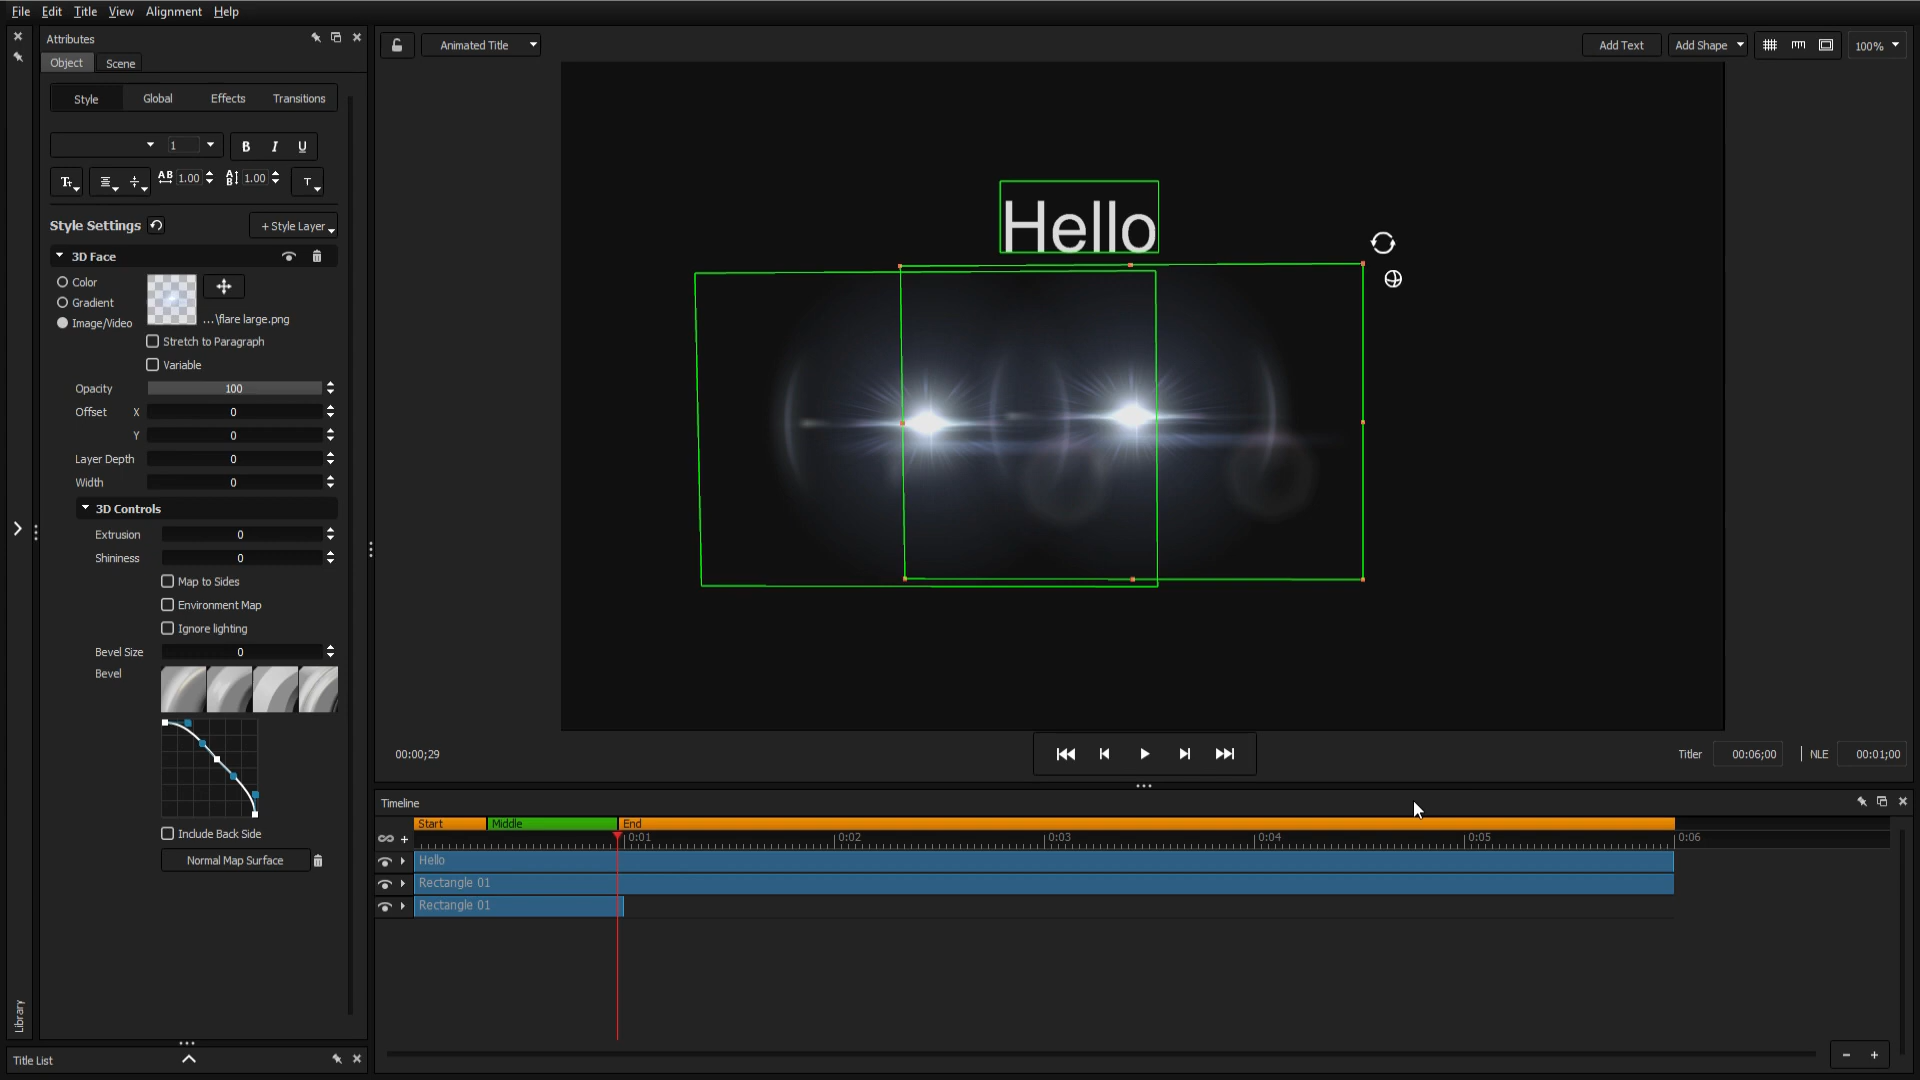 File Edit Title View Alignment Help
Attributes
Object Scene
Style Global Effects Transitions
1 B I U
AB 1.00 AB 1.00 T
Style Settings + Style Layer
3D Face
Color
Gradient
Image/Video
...\flare large.png
Stretch to Paragraph
Variable
Opacity 100
Offset X 0
Y 0
Layer Depth 0
Width 0
3D Controls
Extrusion 0
Shininess 0
Map to Sides
Environment Map
Ignore lighting
Bevel Size 0
Bevel
Include Back Side
Normal Map Surface
Library
Title List
Animated Title
Add Text Add Shape 100%
Hello
00:00;29
Titler 00:06;00 NLE 00:01;00
Timeline
Start Middle End
0:01 0:02 0:03 0:04 0:05 0:06
Hello
Rectangle 01
Rectangle 01